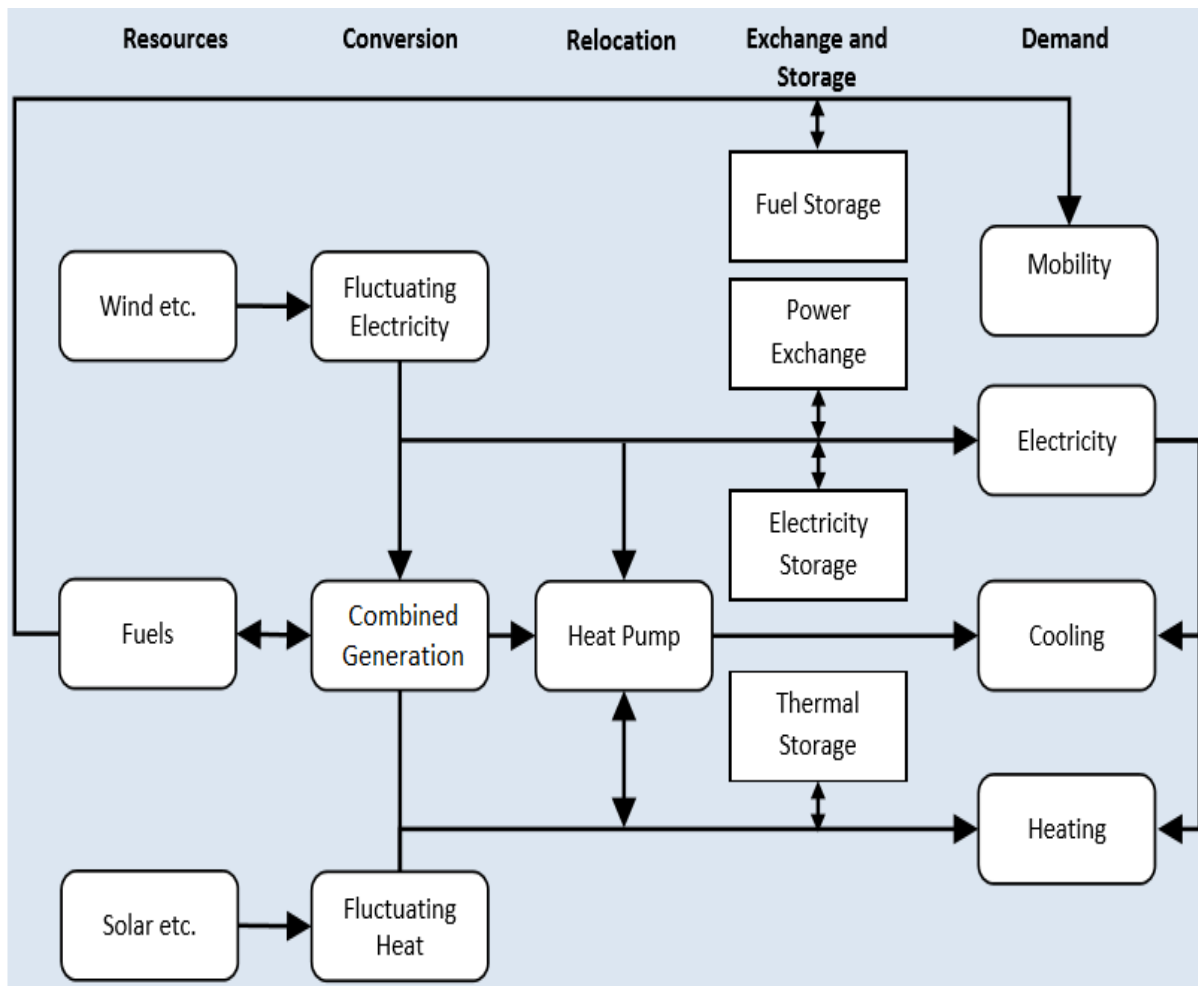 Resources
Conversion
Relocation
Exchange and
Storage
Demand
Fuel Storage
Mobility
Wind etc.
Fluctuating
Electricity
Power
Exchange
Electricity
Electricity
Storage
Fuels
Combined
Generation
Heat Pump
Cooling
Thermal
Storage
Heating
Solar etc.
Fluctuating
Heat